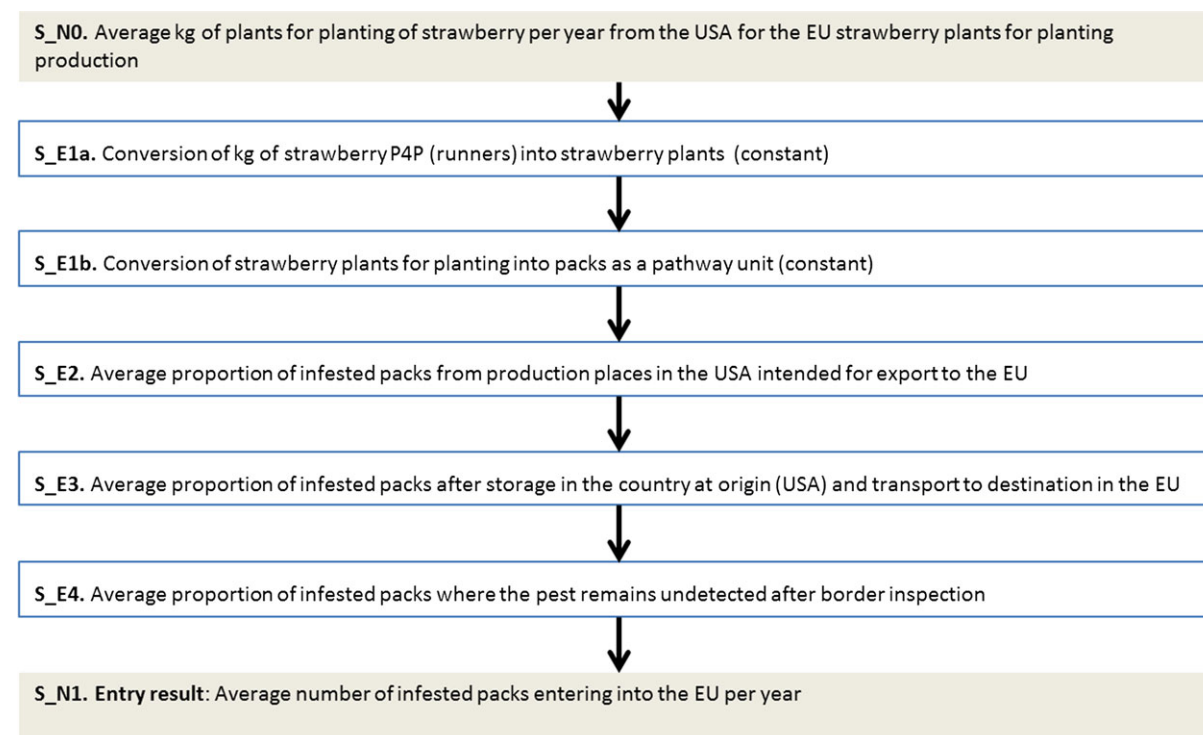 S_N0. Average kg of plants for planting of strawberry per year from the USA for the EU strawberry plants for planting
production
S_E1a. Conversion of kg of strawberry P4P (runners) into strawberry plants (constant)
S_E1b. Conversion of strawberry plants for planting into packs as a pathway unit (constant)
S_E2. Average proportion of infested packs from production places in the USA intended for export to the EU
S_E3. Average proportion of infested packs after storage in the country at origin (USA) and transport to destination in the EU
S_E4. Average proportion of infested packs where the pest remains undetected after border inspection
S_N1. Entry result: Average number of infested packs entering into the EU per year